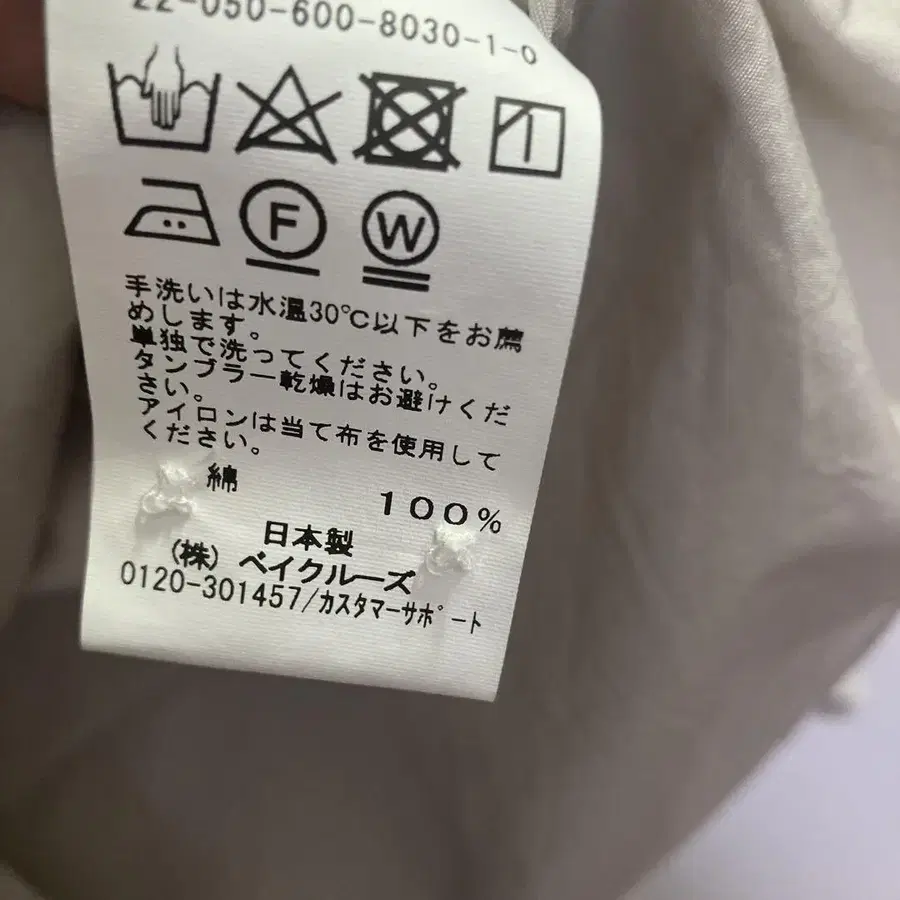 22-050-600-8030-1-0
F
W
手洗いは水温30℃以下をお薦
めします。
単独で洗ってください。
タンブラー乾燥はお避けくだ
さい。
アイロンは当て布を使用して
ください。
綿 100%
日本製
(株) ベイクルーズ
0120-301457/カスタマーサポート